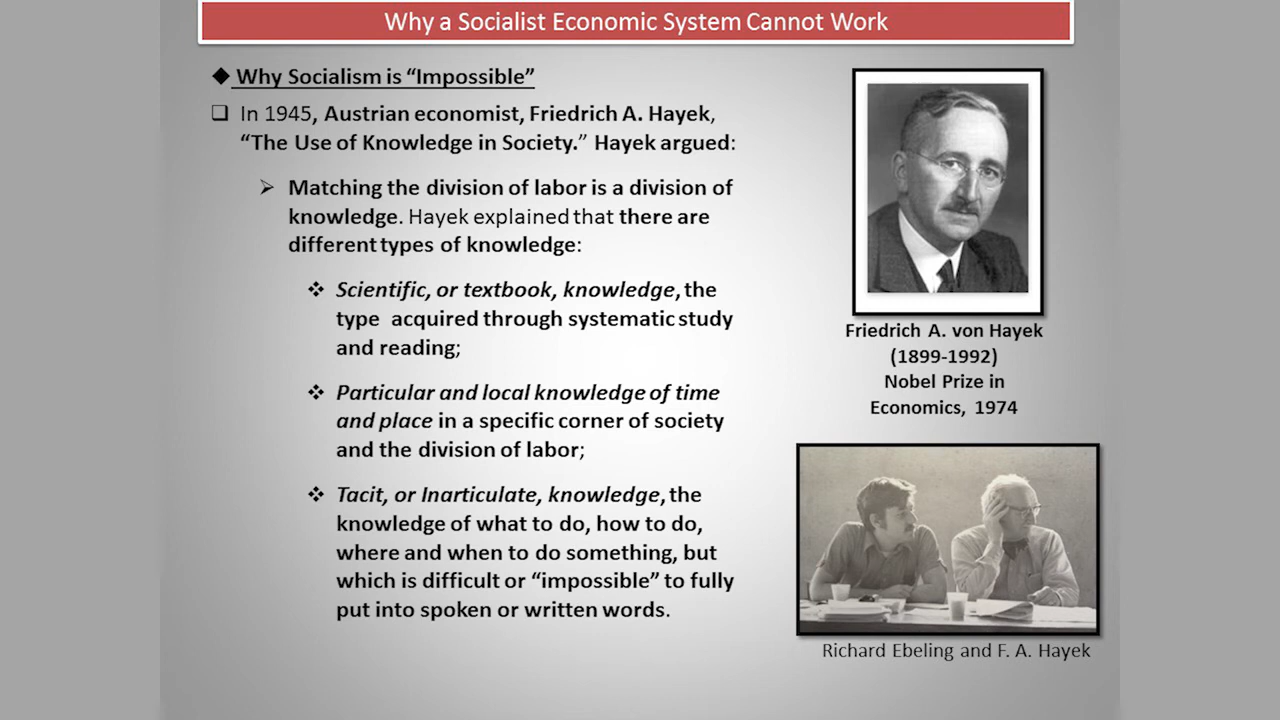 Why a Socialist Economic System Cannot Work
◆ Why Socialism is “Impossible”
❑ In 1945, Austrian economist, Friedrich A. Hayek,
“The Use of Knowledge in Society.” Hayek argued:
➢ Matching the division of labor is a division of
knowledge. Hayek explained that there are
different types of knowledge:
❖ Scientific, or textbook, knowledge, the
type acquired through systematic study
and reading;
❖ Particular and local knowledge of time
and place in a specific corner of society
and the division of labor;
❖ Tacit, or Inarticulate, knowledge, the
knowledge of what to do, how to do,
where and when to do something, but
which is difficult or “impossible” to fully
put into spoken or written words.
Friedrich A. von Hayek
(1899-1992)
Nobel Prize in
Economics, 1974
Richard Ebeling and F. A. Hayek